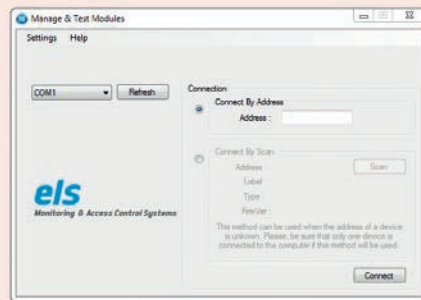 Manage & Test Modules
Settings Help
COM1
Refresh
Connection
Connect By Address
Address :
Connect By Scan
Address :
Scan
Label
Type
FirmVer :
This method can be used when the address of a device
is unkown. Please, be sure that only one device is
connected to the computer if this method will be used.
els
Monitoring & Access Control Systems
Connect